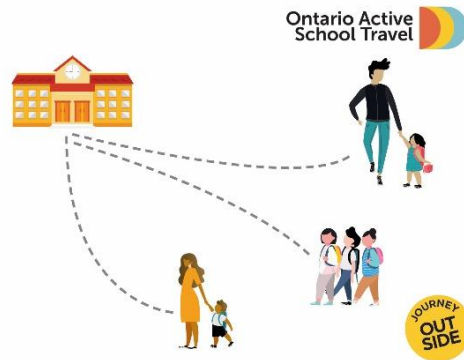 Ontario Active
School Travel
JOURNEY
OUT
SIDE